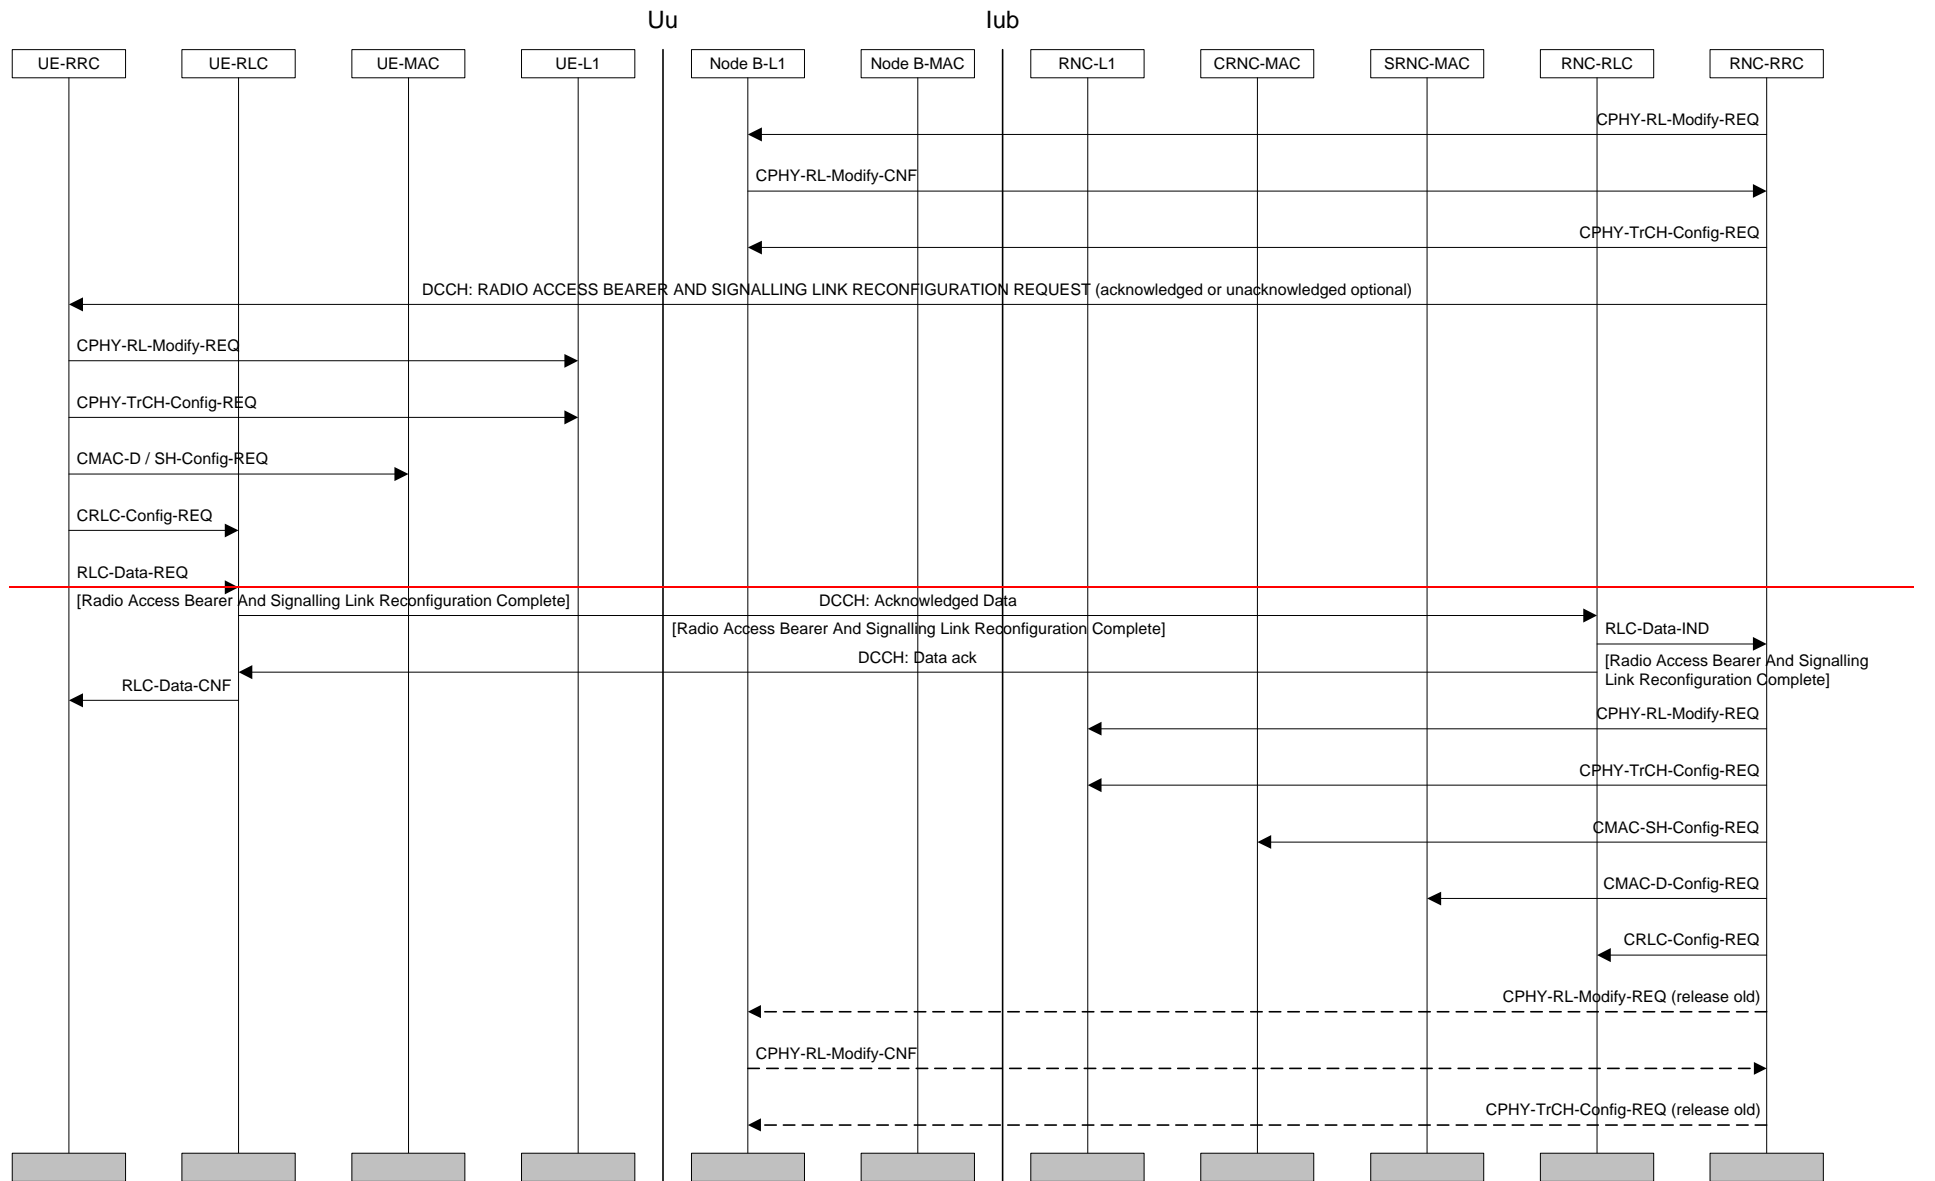 Uu
Iub
UE-RRC
UE-RLC
UE-MAC
UE-L1
Node B-L1
Node B-MAC
RNC-L1
CRNC-MAC
SRNC-MAC
RNC-RLC
RNC-RRC
CPHY-RL-Modify-REQ
CPHY-RL-Modify-CNF
CPHY-TrCH-Config-REQ
DCCH: RADIO ACCESS BEARER AND SIGNALLING LINK RECONFIGURATION REQUEST (acknowledged or unacknowledged optional)
CPHY-RL-Modify-REQ
CPHY-TrCH-Config-REQ
CMAC-D / SH-Config-REQ
CRLC-Config-REQ
RLC-Data-REQ
[Radio Access Bearer And Signalling Link Reconfiguration Complete]
DCCH: Acknowledged Data
[Radio Access Bearer And Signalling Link Reconfiguration Complete]
RLC-Data-IND
DCCH: Data ack
[Radio Access Bearer And Signalling
Link Reconfiguration Complete]
RLC-Data-CNF
CPHY-RL-Modify-REQ
CPHY-TrCH-Config-REQ
CMAC-SH-Config-REQ
CMAC-D-Config-REQ
CRLC-Config-REQ
CPHY-RL-Modify-REQ (release old)
CPHY-RL-Modify-CNF
CPHY-TrCH-Config-REQ (release old)